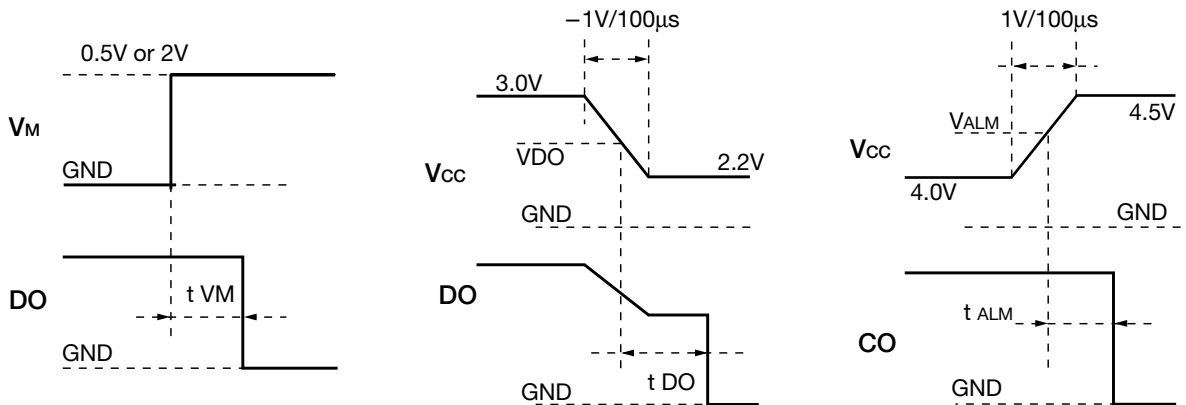 0.5V or 2V
VM
GND
DO
t VM
GND
−1V/100μs
3.0V
VDO
VCC
2.2V
GND
DO
t DO
GND
1V/100μs
VALM
4.5V
VCC
4.0V
GND
t ALM
CO
GND